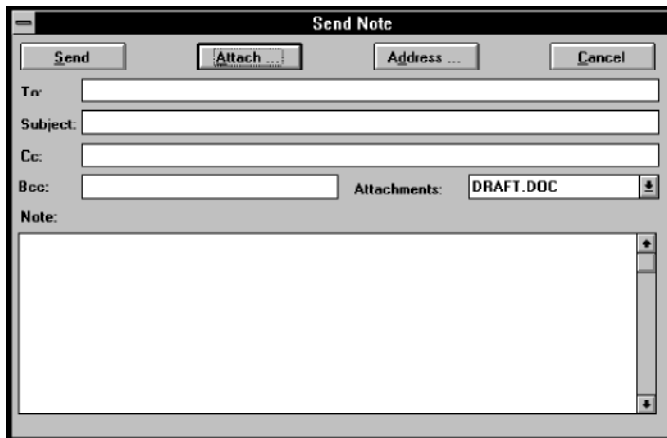 Send Note
Send Attach ... Address ... Cancel
To:
Subject:
Cc:
Bcc: Attachments: DRAFT.DOC
Note: